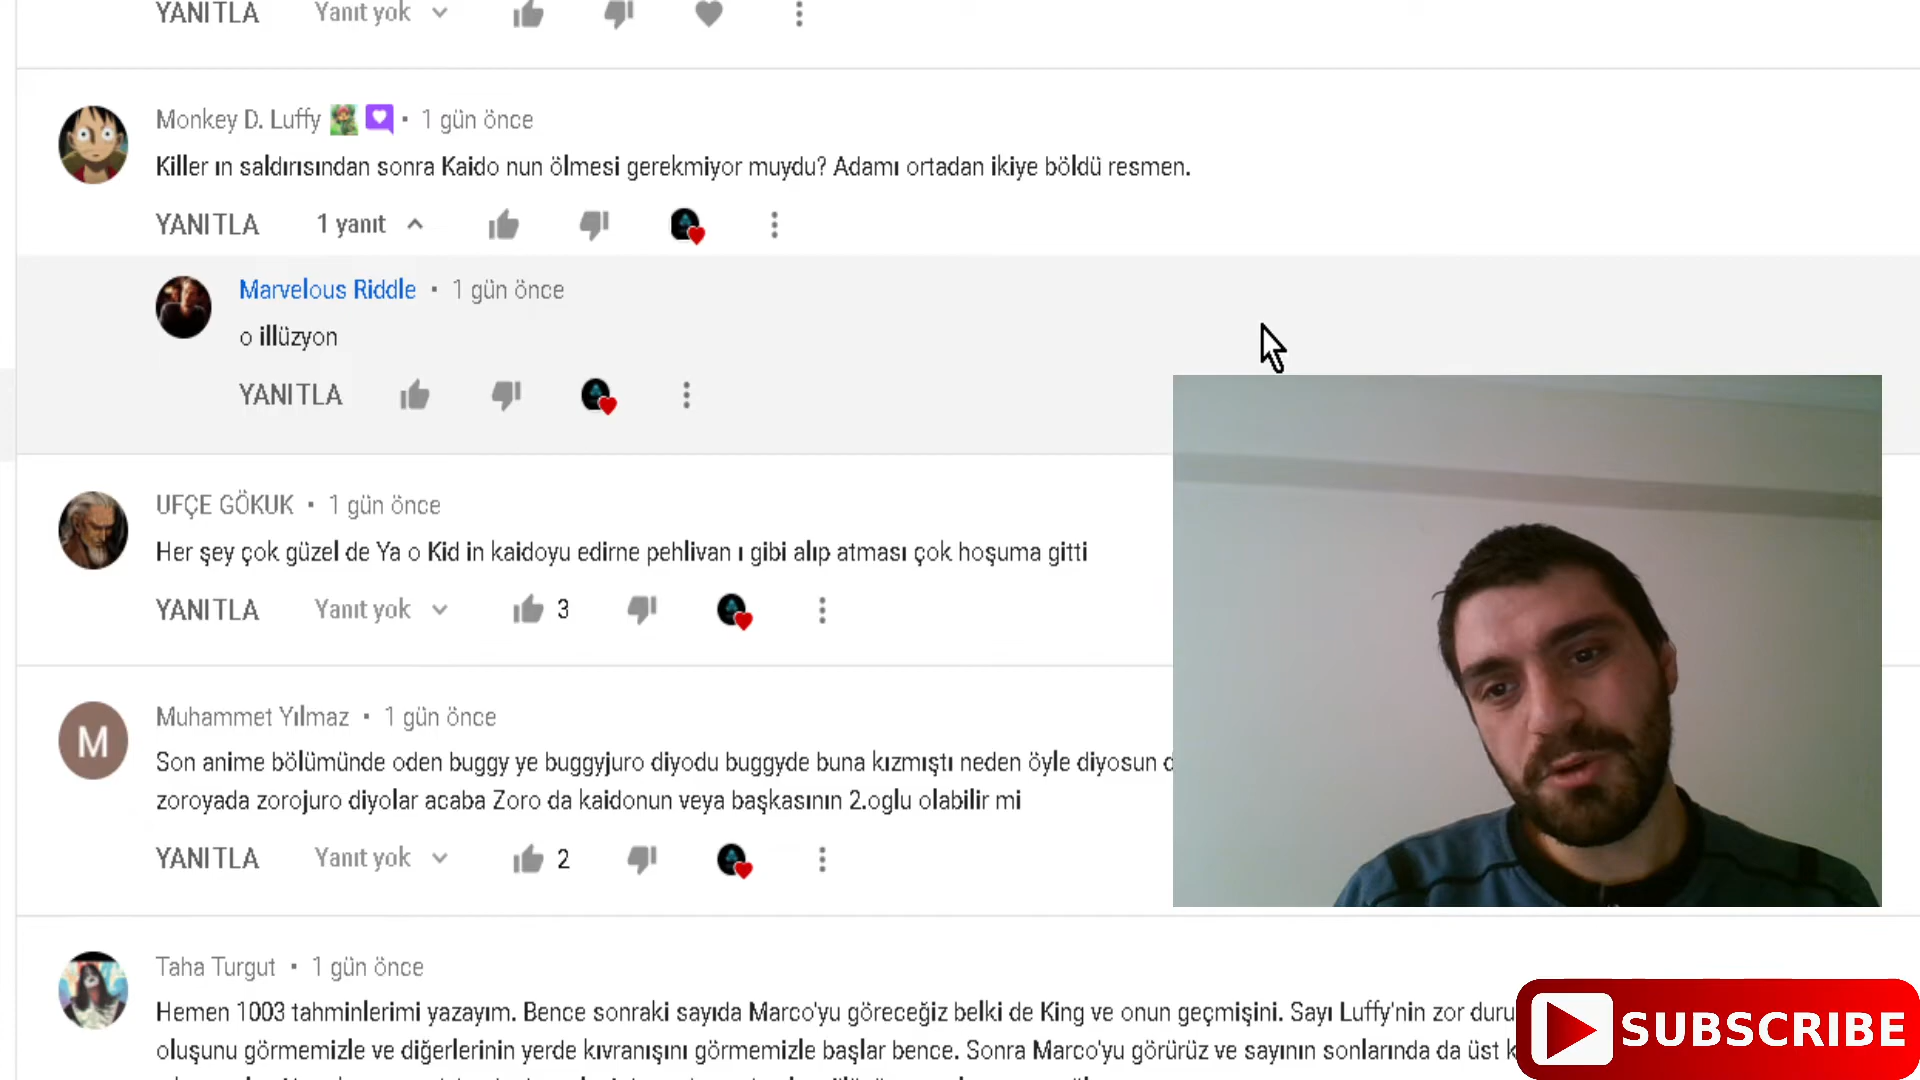 YANITLA Yanıt yok
Monkey D. Luffy • 1 gün önce
Killer ın saldırısından sonra Kaido nun ölmesi gerekmiyor muydu? Adamı ortadan ikiye böldü resmen.
YANITLA 1 yanıt
Marvelous Riddle • 1 gün önce
o illüzyon
YANITLA
UFÇE GÖKUK • 1 gün önce
Her şey çok güzel de Ya o Kid in kaidoyu edirne pehlivan ı gibi alıp atması çok hoşuma gitti
YANITLA Yanıt yok 3
M
Muhammet Yılmaz • 1 gün önce
Son anime bölümünde oden buggy ye buggyjuro diyodu buggyde buna kızmıştı neden öyle diyosun d
zoroyada zorojuro diyolar acaba Zoro da kaidonun veya başkasının 2.oglu olabilir mi
YANITLA Yanıt yok 2
Taha Turgut • 1 gün önce
Hemen 1003 tahminlerimi yazayım. Bence sonraki sayıda Marco'yu göreceğiz belki de King ve onun geçmişini. Sayı Luffy'nin zor duru
oluşunu görmemizle ve diğerlerinin yerde kıvranışını görmemizle başlar bence. Sonra Marco'yu görürüz ve sayının sonlarında da üst k
SUBSCRIBE